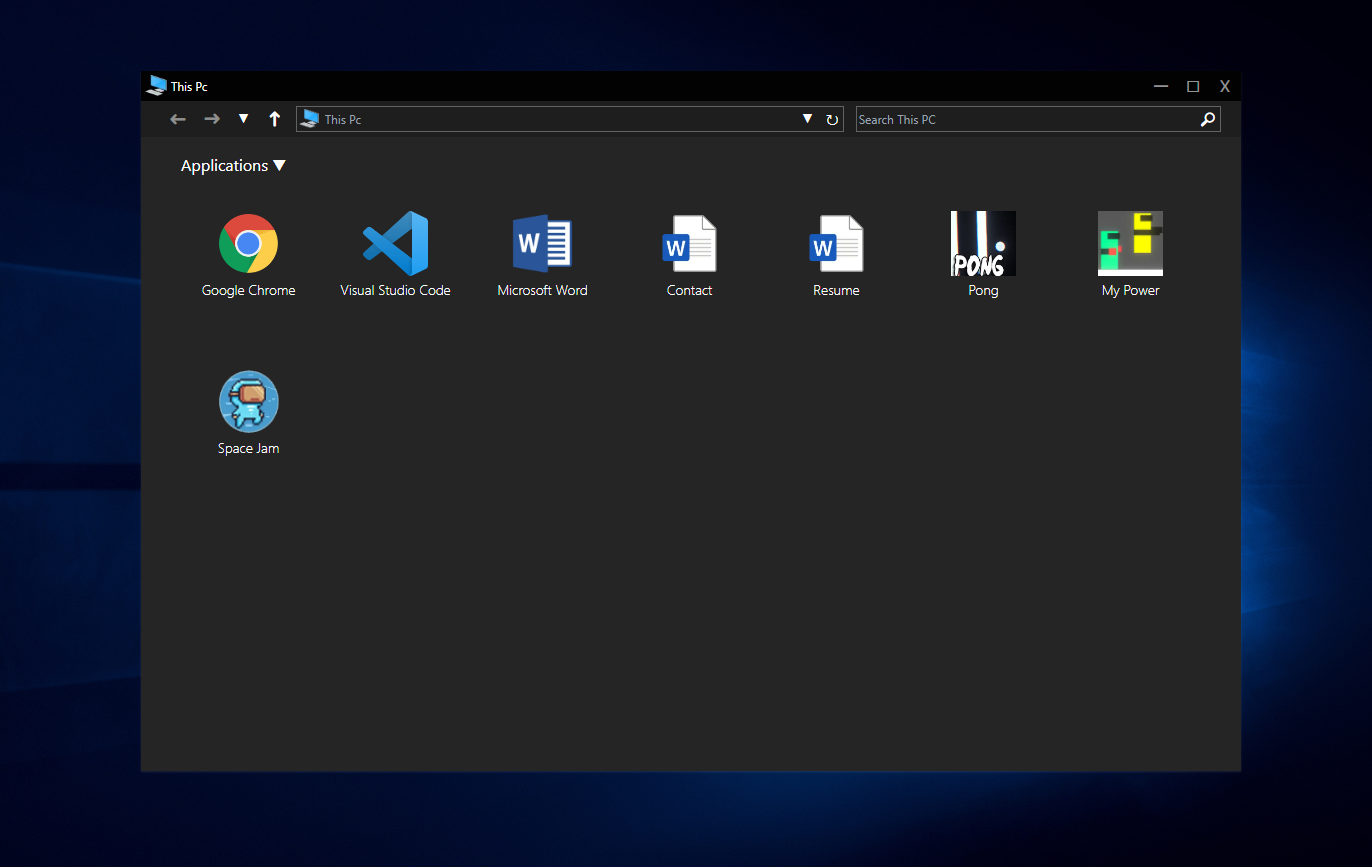 This Pc
X
This Pc
Search This PC
Applications
Google Chrome
Visual Studio Code
W
Microsoft Word
W
Contact
W
Resume
PONG
Pong
My Power
Space Jam